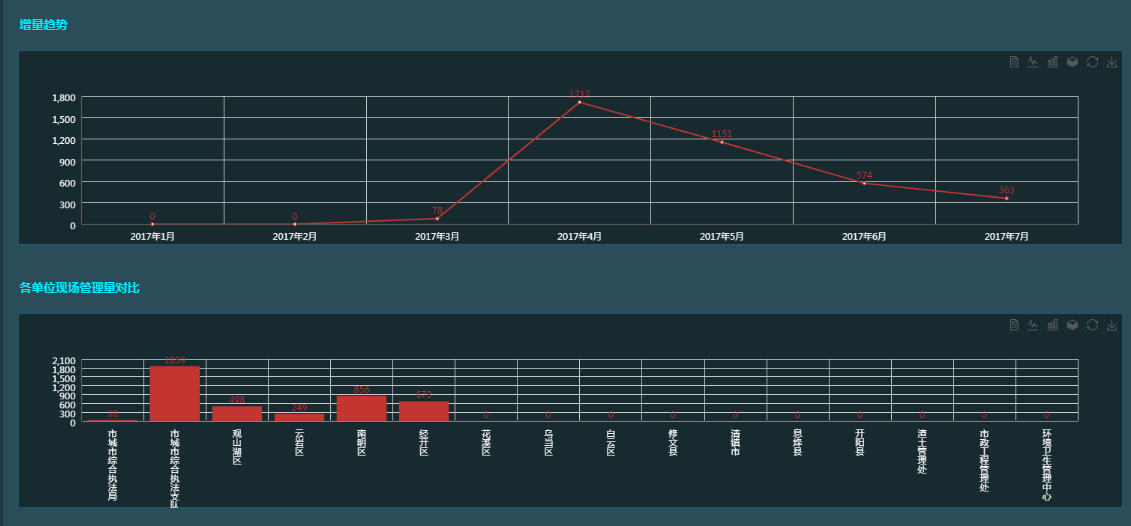 增量趋势
1,800
1,500
1,200
900
600
300
0
0
0
78
1712
1151
574
363
2017年1月
2017年2月
2017年3月
2017年4月
2017年5月
2017年6月
2017年7月
各单位现场管理量对比
2,100
1,800
1,500
1,200
900
600
300
0
38
498
249
856
673
0
0
0
0
0
0
0
0
0
0
市城市综合执法局
市城市综合执法支队
观山湖区
云岩区
南明区
经开区
花溪区
乌当区
白云区
修文县
清镇市
息烽县
开阳县
渣土管理处
市政工程管理处
环境卫生管理中心